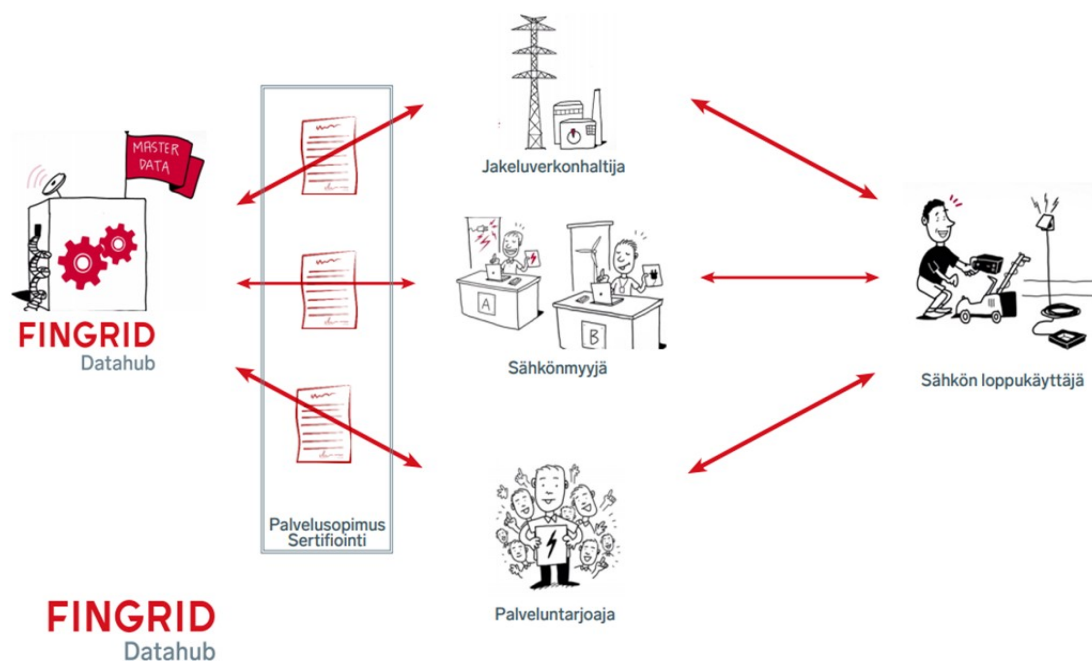 MASTER
DATA
FINGRID
Datahub
Palvelusopimus
Sertifiointi
Jakeluverkonhaltija
A
B
Sähkönmyyjä
Palveluntarjoaja
Sähkön loppukäyttäjä
FINGRID
Datahub